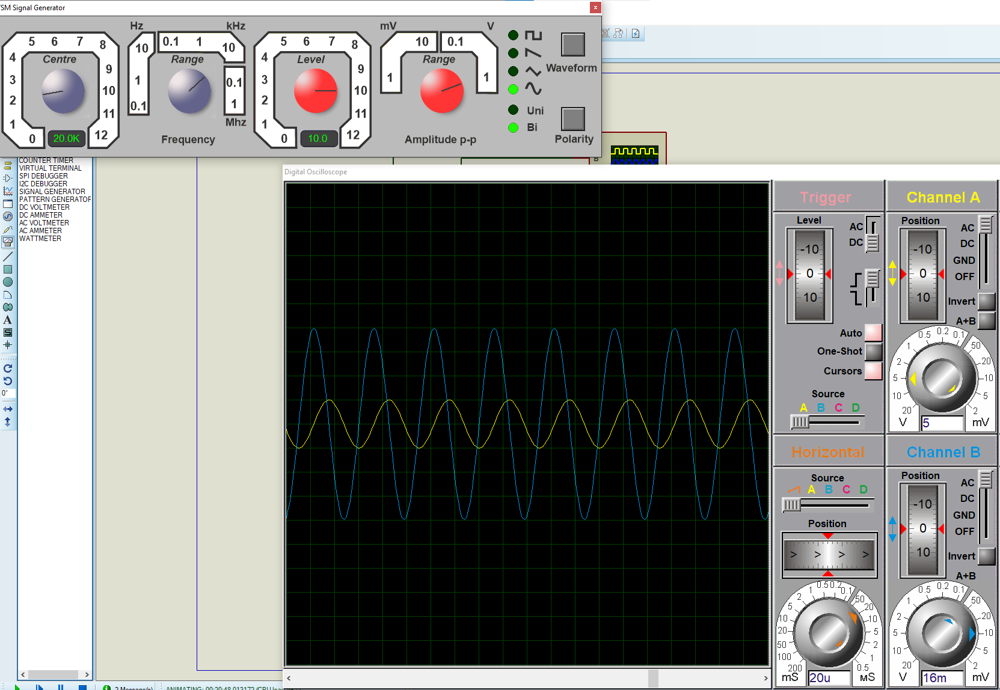 VSM Signal Generator
Hz kHz mV V
5 6 7 8 10 0.1 1 10 5 6 7 8 10 0.1
Centre Range Level Range
4 9 4 9
Waveform
3 10 1 0.1 3 10 1 1
2 2
11 0.1 1 11 Uni
1 Mhz 1 Bi
0 20.0K 12 Frequency 0 10.0 12 Amplitude p-p Polarity
B
COUNTER TIMER
VIRTUAL TERMINAL
SPI DEBUGGER
I2C DEBUGGER
SIGNAL GENERATOR
PATTERN GENERATOR
DC VOLTMETER
DC AMMETER
AC VOLTMETER
AC AMMETER
WATTMETER
A
S
0°
Digital Oscilloscope
Trigger
Level
AC
DC
-10
0
10
Auto
One-Shot
Cursors
Source
A B C D
Channel A
Position
AC
DC
GND
OFF
-10
0
10
Invert
A+B
0.5 0.2 0.1
1 50
2 20
5 10
10 5
20 2
V 5 mV
Horizontal
Source
A B C D
Position
> > > >
1 0.5 0.2 0.1
2 50
5 20
10 10
20 5
50 2
100 1
200 0.5
mS 20u мS
Channel B
Position
AC
DC
GND
OFF
-10
0
10
Invert
A+B
0.5 0.2 0.1
1 50
2 20
5 10
10 5
20 2
V 16m mV
2 Message(s)
ANIMATING: 00:20:48.013172 (CPU load